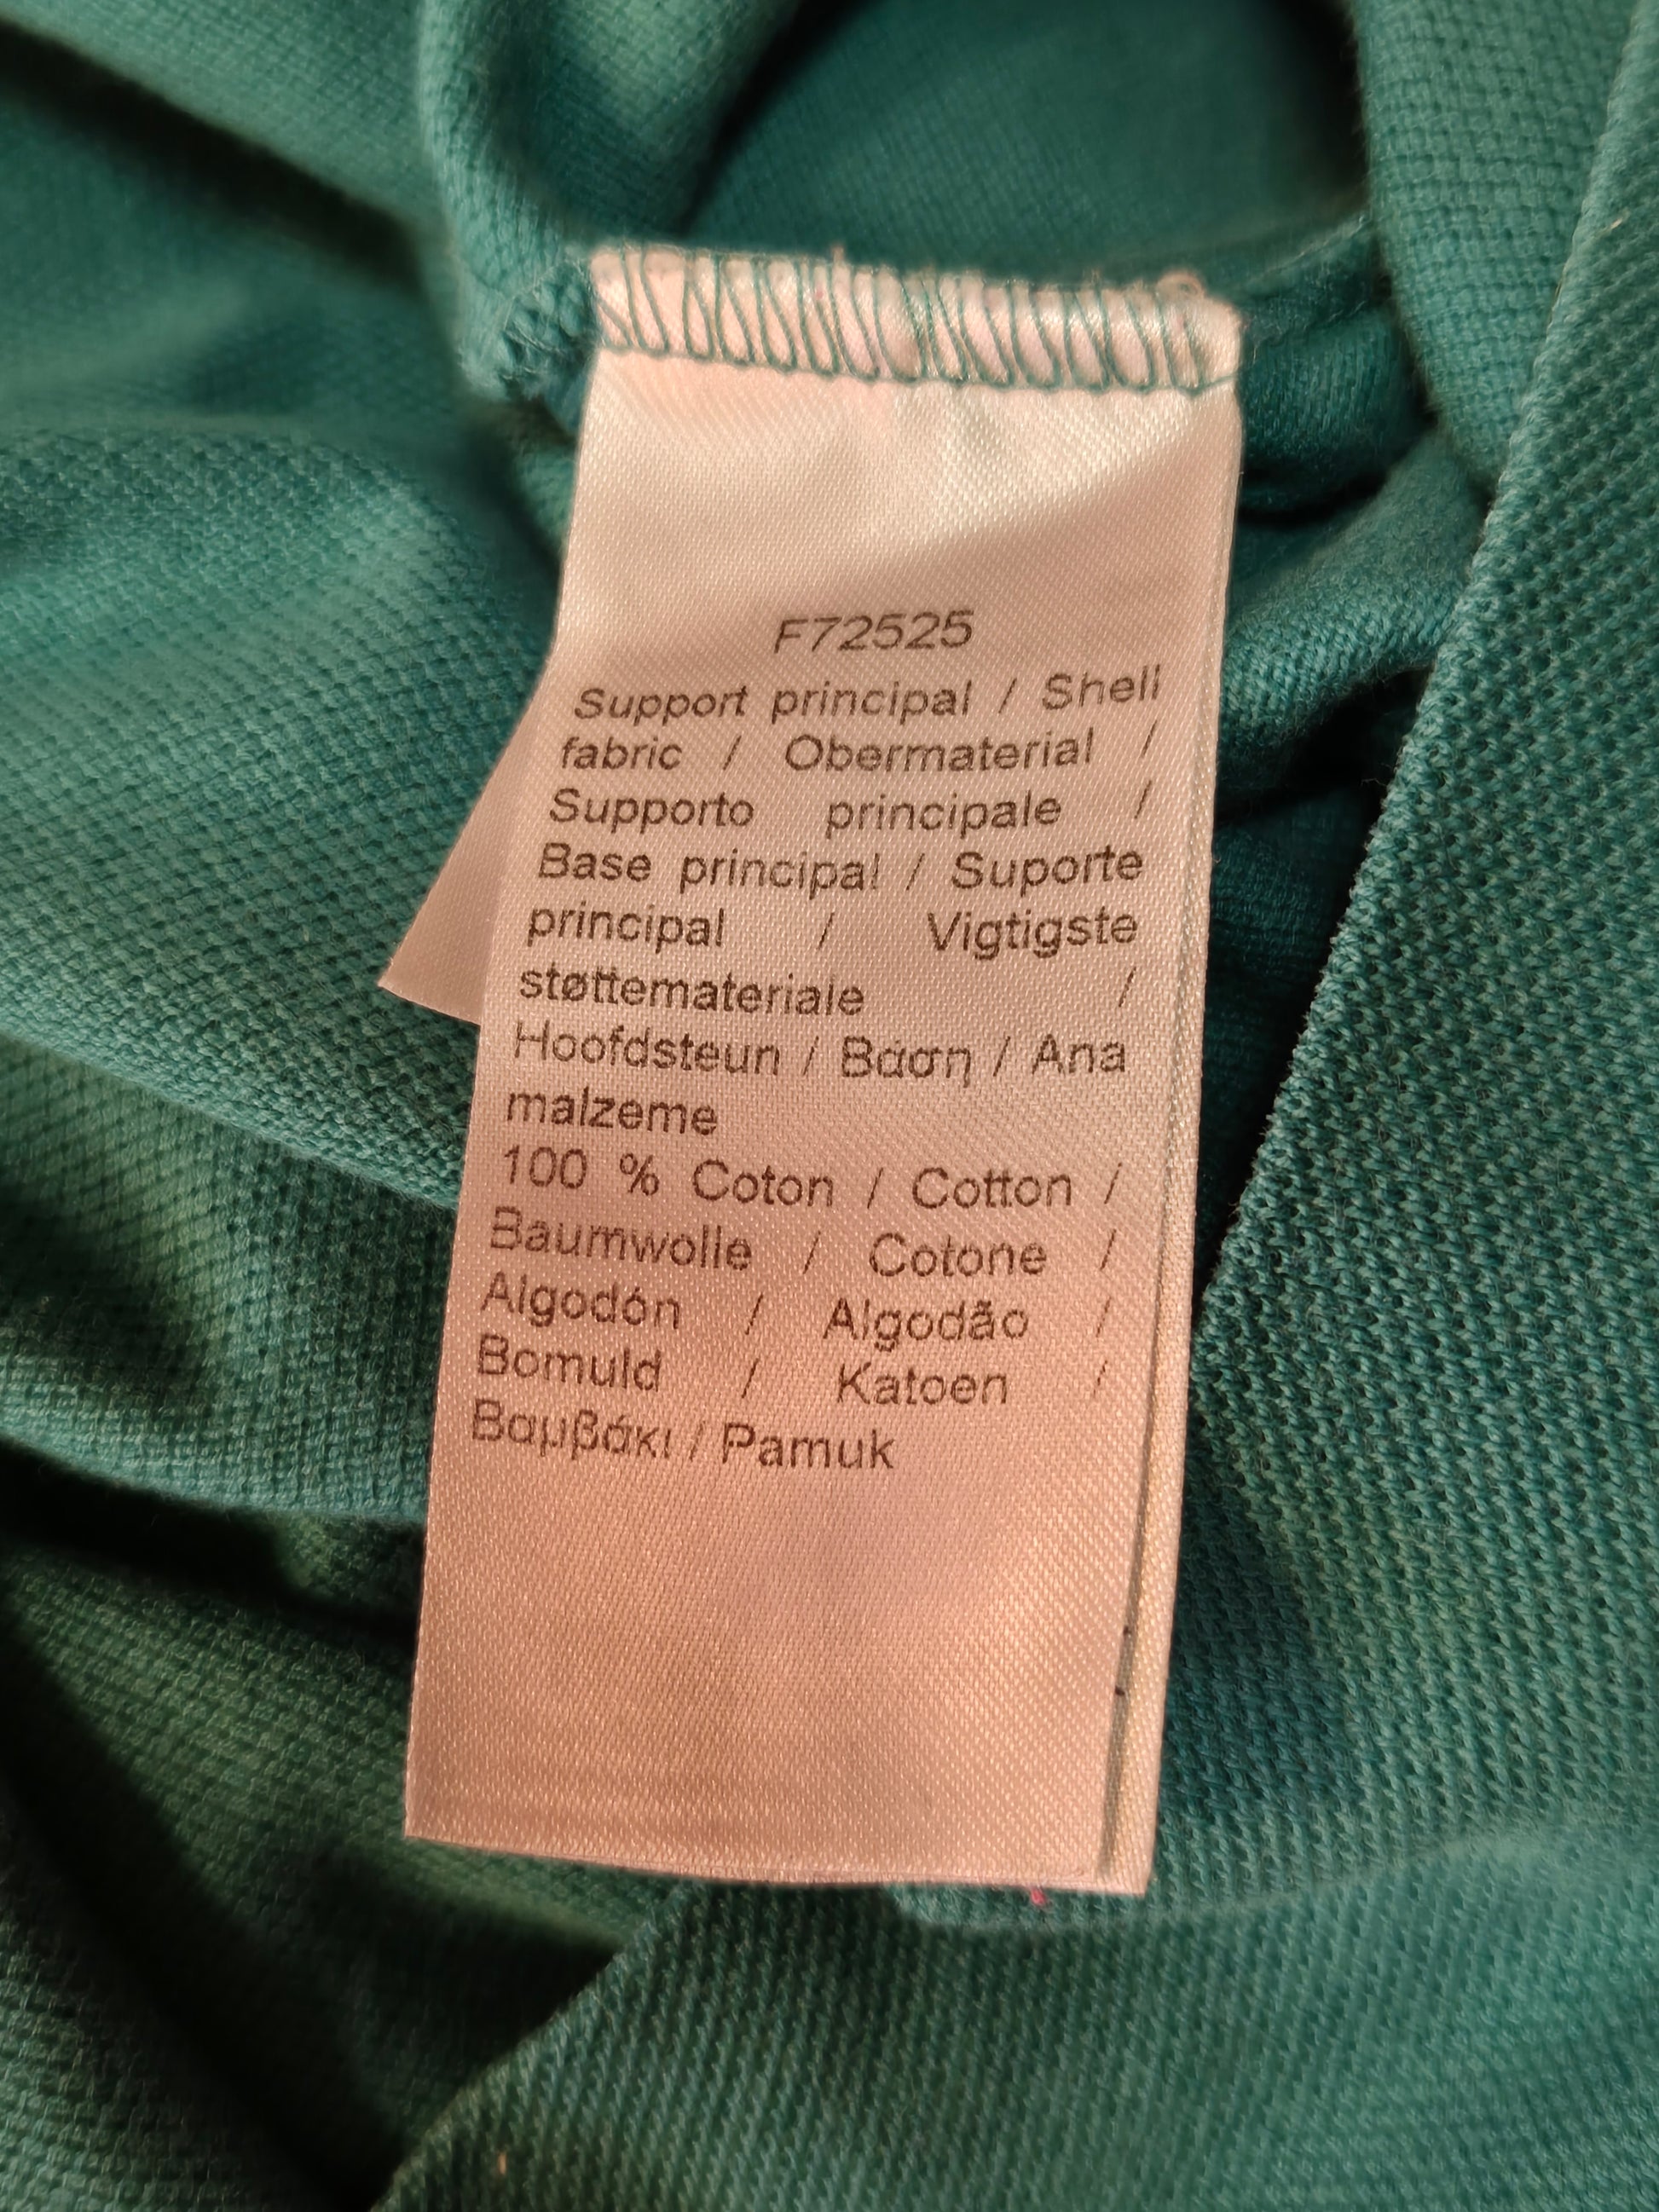 F72525
Support principal / Shell
fabric / Obermaterial /
Supporto principale /
Base principal / Suporte
principal / Vigtigste
støttemateriale /
Hoofdsteun / Βάση / Ana
malzeme
100 % Coton / Cotton /
Baumwolle / Cotone /
Algodón / Algodão /
Bomuld / Katoen /
Βαμβάκι / Pamuk